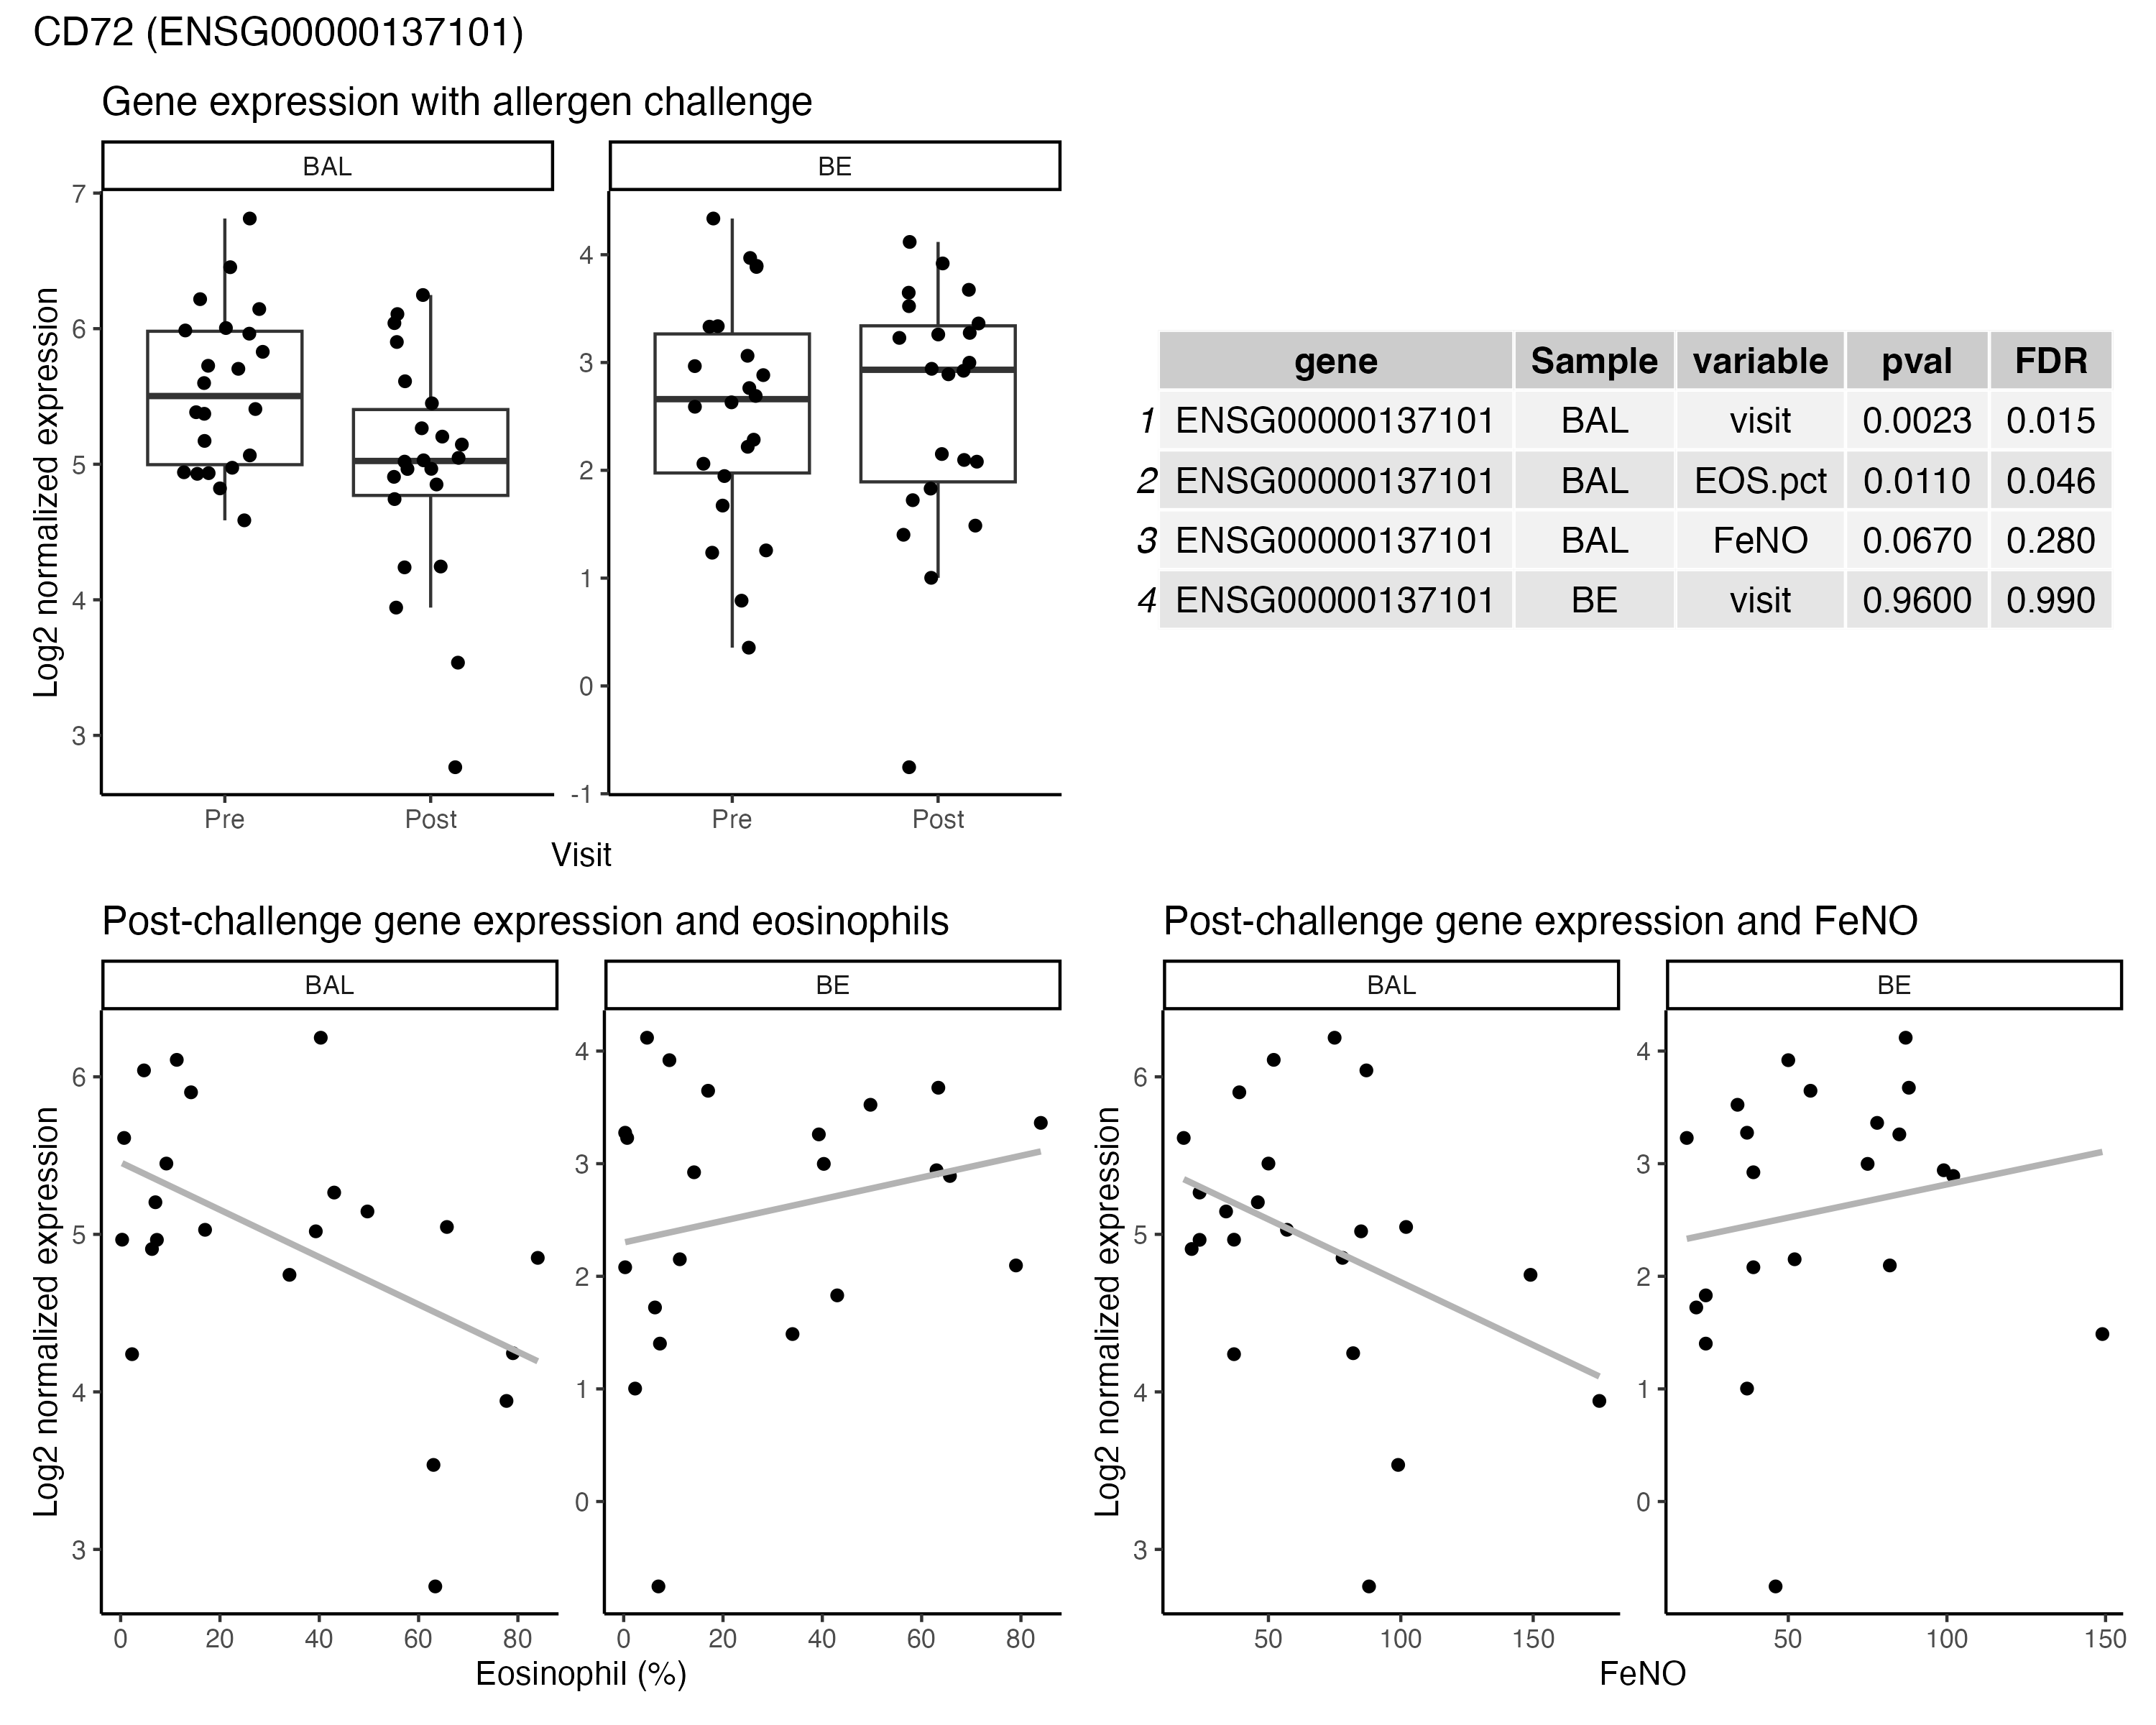 CD72 (ENSG00000137101)
Gene expression with allergen challenge
BAL BE
Log2 normalized expression
7
6
5
4
3
4
3
2
1
0
-1
Pre Post Pre Post
Visit
gene Sample variable pval FDR
1 ENSG00000137101 BAL visit 0.0023 0.015
2 ENSG00000137101 BAL EOS.pct 0.0110 0.046
3 ENSG00000137101 BAL FeNO 0.0670 0.280
4 ENSG00000137101 BE visit 0.9600 0.990
Post-challenge gene expression and eosinophils
BAL BE
Log2 normalized expression
6
5
4
3
4
3
2
1
0
0 20 40 60 80 0 20 40 60 80
Eosinophil (%)
Post-challenge gene expression and FeNO
BAL BE
Log2 normalized expression
6
5
4
3
4
3
2
1
0
50 100 150 50 100 150
FeNO